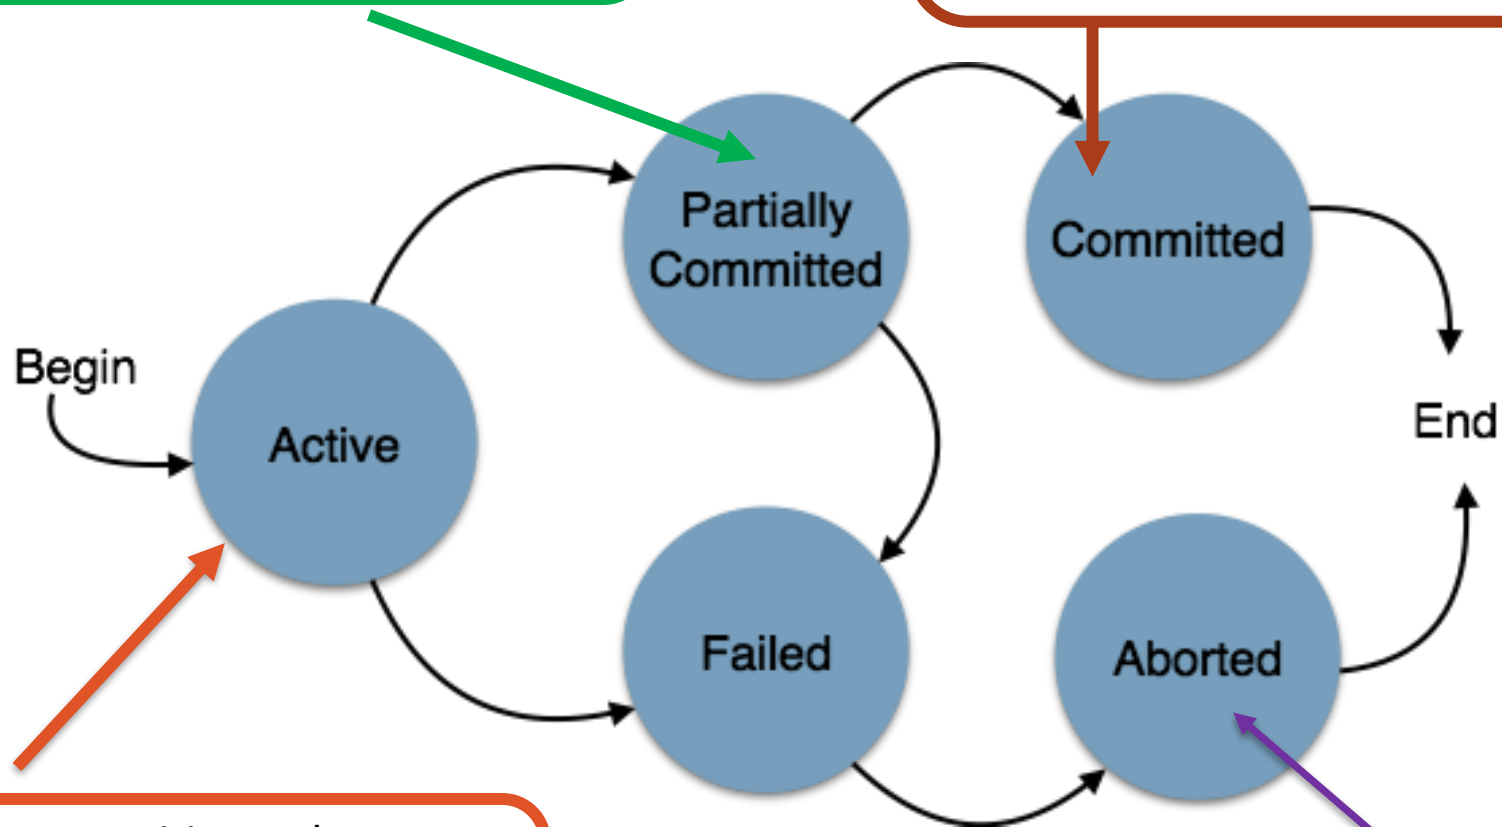 Partially
Committed
Committed
Begin
Active
End
Failed
Aborted